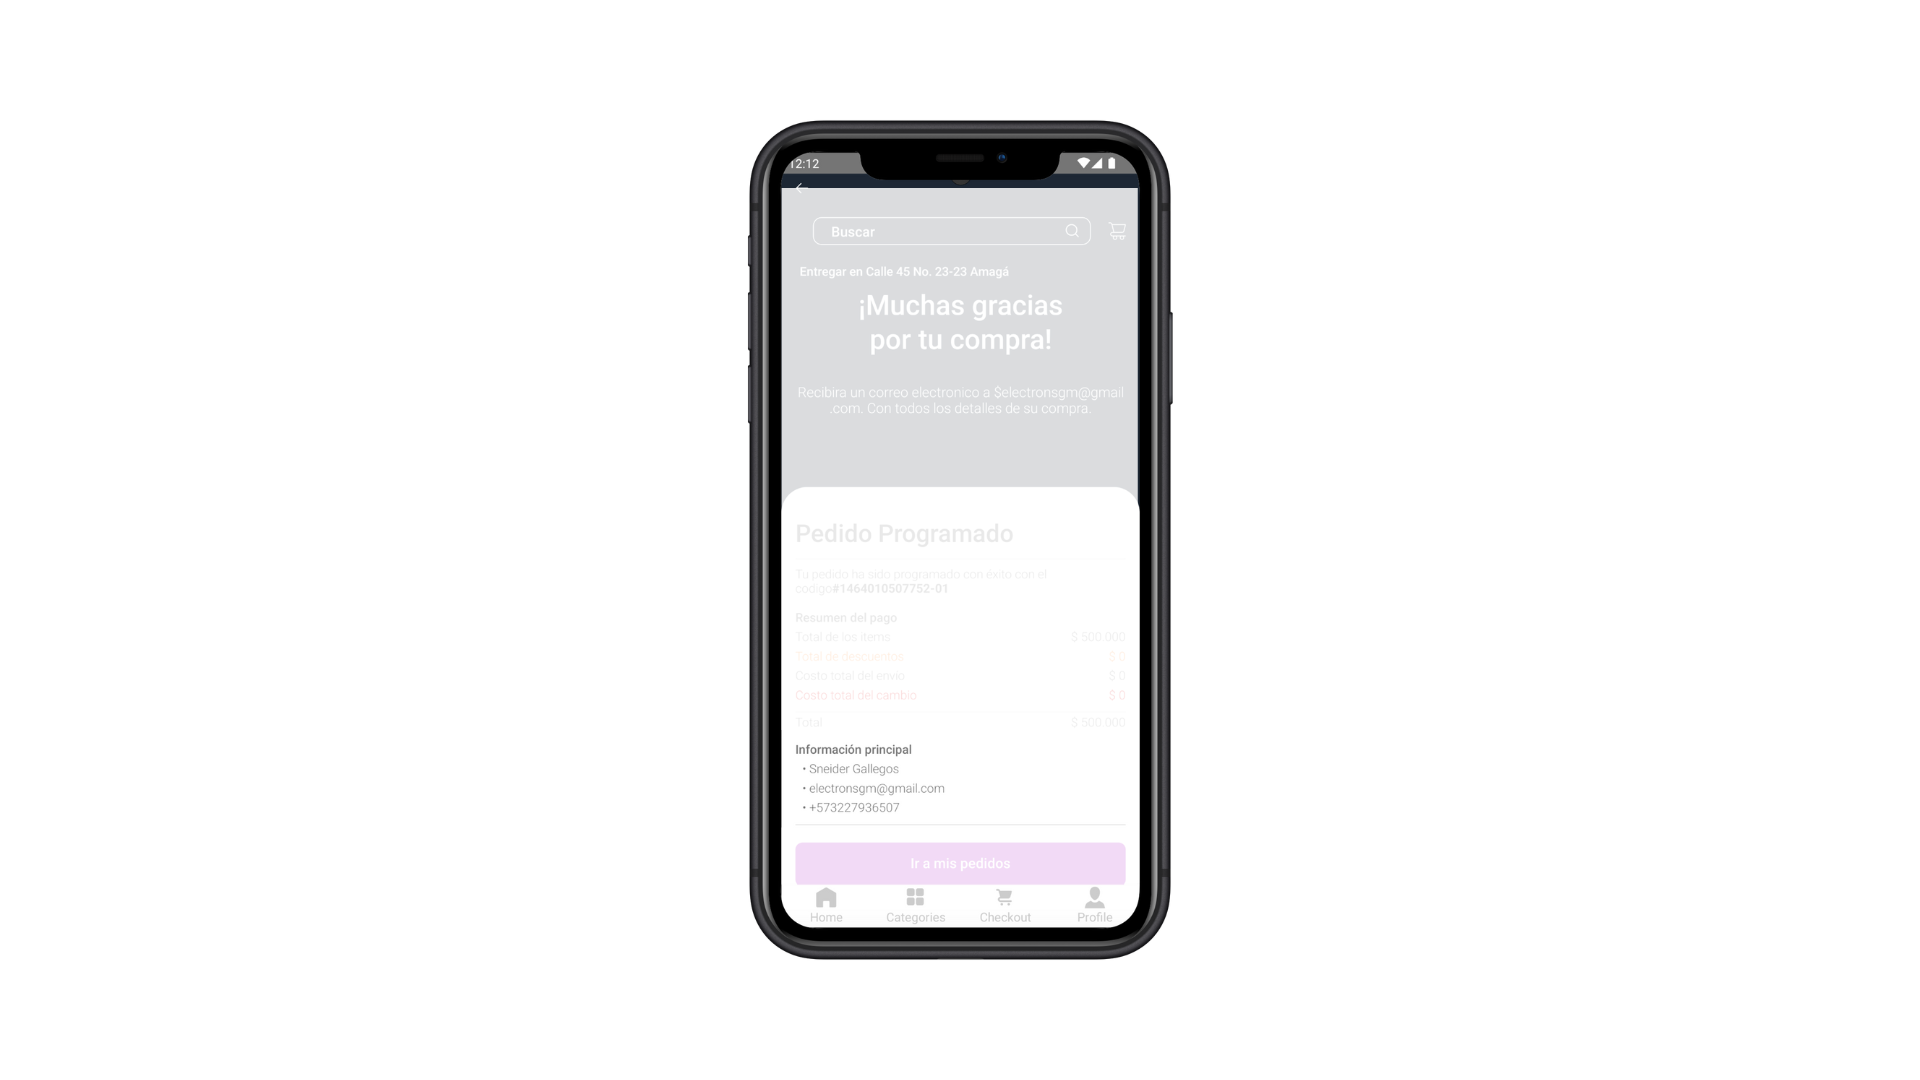 12:12
Buscar
Entregar en Calle 45 No. 23-23 Amagá
¡Muchas gracias
por tu compra!
Recibira un correo electronico a $electronsgm@gmail
.com. Con todos los detalles de su compra.
Pedido Programado
Tu pedido ha sido programado con éxito con el
codigo#1464010507752-01
Resumen del pago
Total de los items $ 500.000
Total de descuentos $ 0
Costo total del envio $ 0
Costo total del cambio $ 0
Total $ 500.000
Información principal
• Sneider Gallegos
• electronsgm@gmail.com
• +573227936507
Ir a mis pedidos
Home Categories Checkout Profile